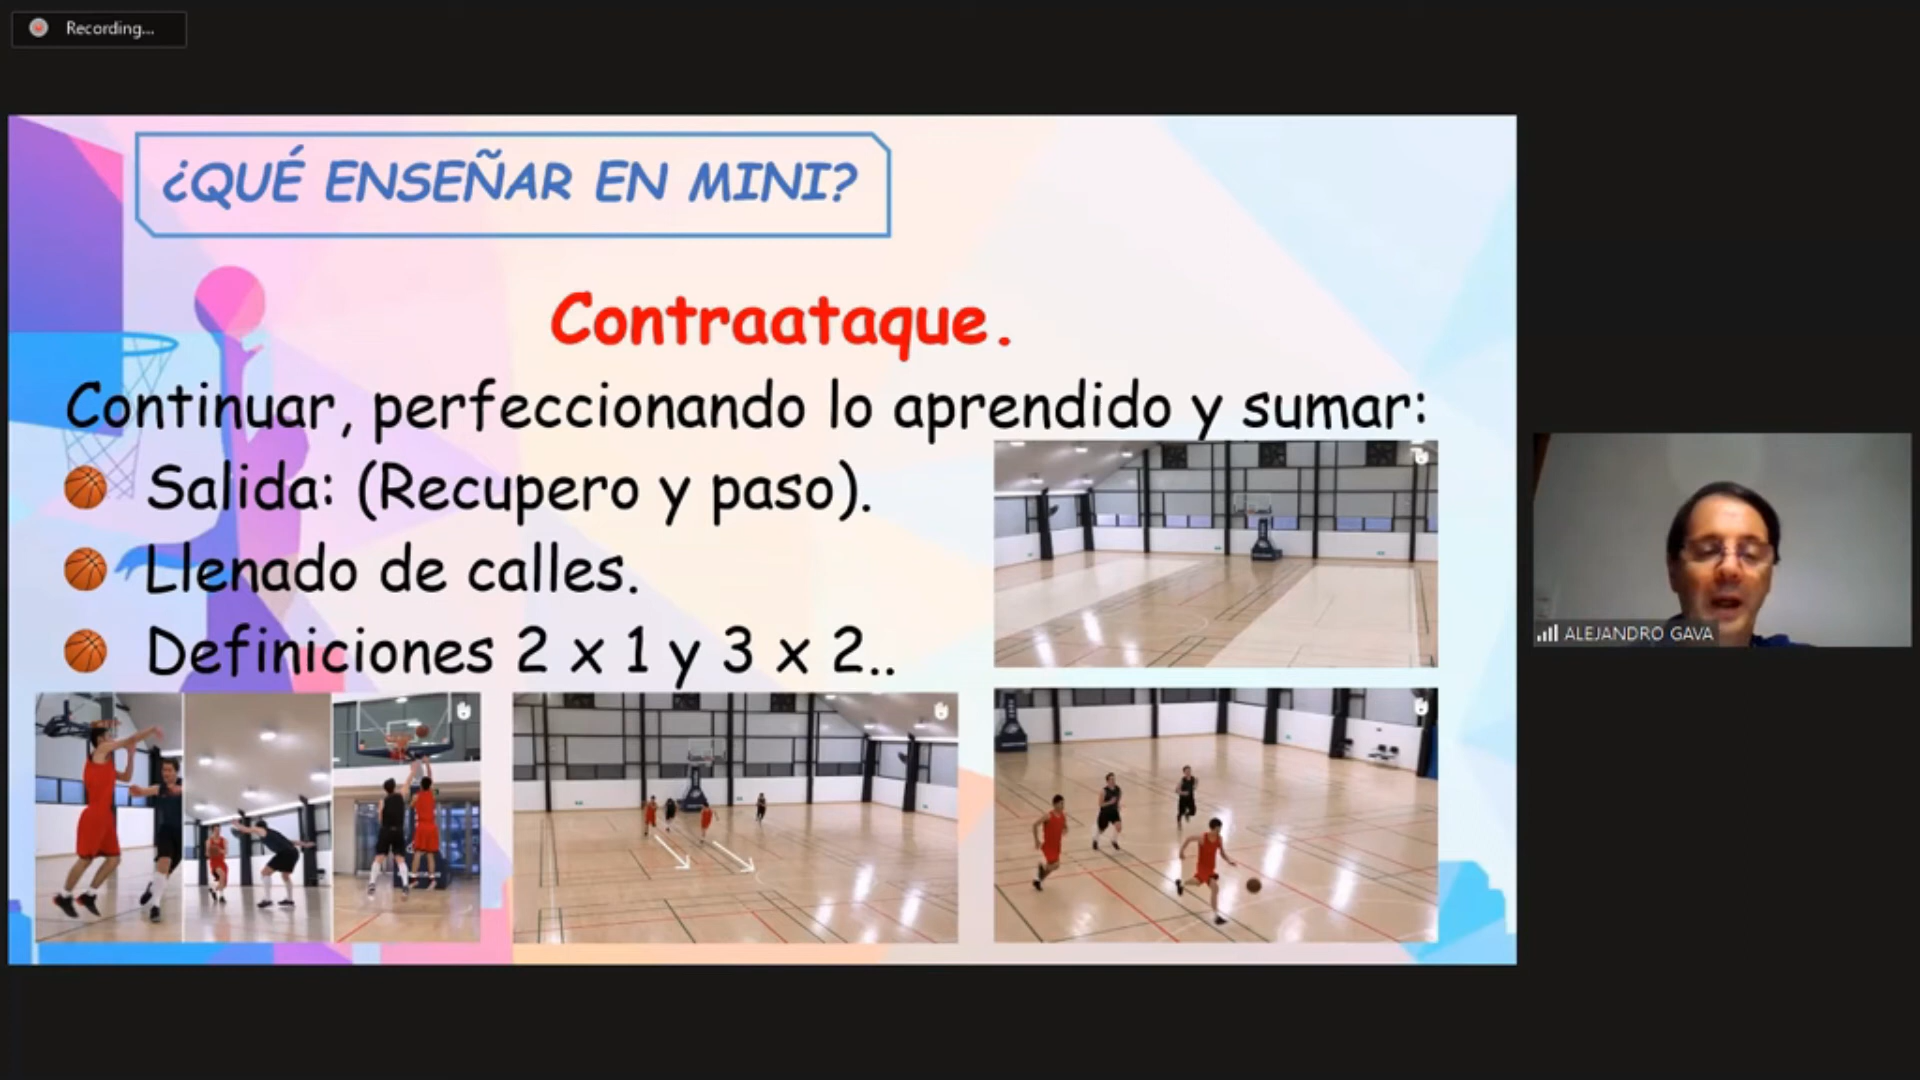 Recording...
¿QUÉ ENSEÑAR EN MINI?
Contraataque.
Continuar, perfeccionando lo aprendido y sumar:
Salida: (Recupero y paso).
Llenado de calles.
Definiciones 2 x 1 y 3 x 2..
ALEJANDRO GAVA